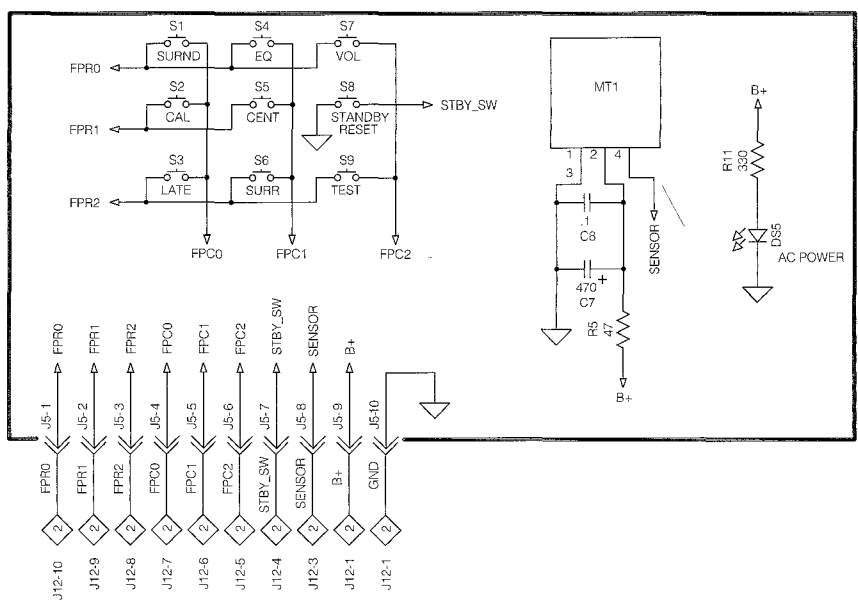 S1 S4 S7
SURND EQ VOL
FPR0
MT1
B+
S2 S5 S8
STBY_SW
FPR1
CAL CENT STANDBY
RESET
1 2 4
3
R11
330
S3 S6 S9
FPR2
LATE SURR TEST
.1
C8
SENSOR
DS5
AC POWER
FPC0 FPC1 FPC2
470 +
C7
R5
47
B+
FPR0 FPR1 FPR2 FPC0 FPC1 FPC2 STBY_SW SENSOR B+
J5-1 J5-2 J5-3 J5-4 J5-5 J5-6 J5-7 J5-8 J5-9 J5-10
FPR0 FPR1 FPR2 FPC0 FPC1 FPC2 STBY_SW SENSOR B+ GND
2 2 2 2 2 2 2 2 2 2
J12-10 J12-9 J12-8 J12-7 J12-6 J12-5 J12-4 J12-3 J12-1 J12-1